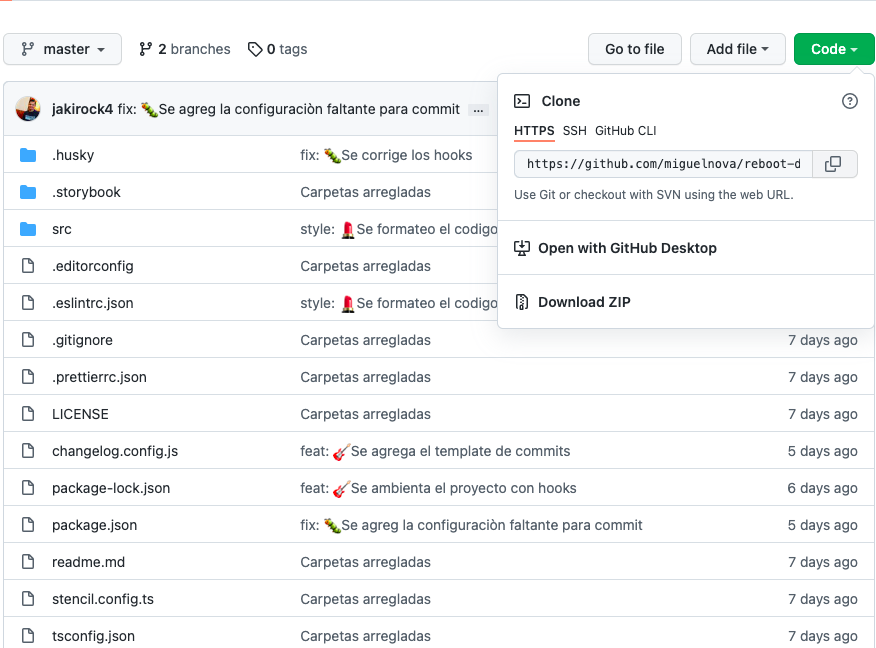 master 2 branches 0 tags Go to file Add file Code
jakirock4 fix: 🐛Se agreg la configuraciòn faltante para commit ...
Clone
HTTPS SSH GitHub CLI
https://github.com/miguelnova/reboot-d
Use Git or checkout with SVN using the web URL.
Open with GitHub Desktop
Download ZIP
.husky fix: 🐛Se corrige los hooks
.storybook Carpetas arregladas
src style: 💄Se formateo el codigo
.editorconfig Carpetas arregladas
.eslintrc.json style: 💄Se formateo el codigo
.gitignore Carpetas arregladas 7 days ago
.prettierrc.json Carpetas arregladas 7 days ago
LICENSE Carpetas arregladas 7 days ago
changelog.config.js feat: 🎸Se agrega el template de commits 5 days ago
package-lock.json feat: 🎸Se ambienta el proyecto con hooks 6 days ago
package.json fix: 🐛Se agreg la configuraciòn faltante para commit 5 days ago
readme.md Carpetas arregladas 7 days ago
stencil.config.ts Carpetas arregladas 7 days ago
tsconfig.json Carpetas arregladas 7 days ago